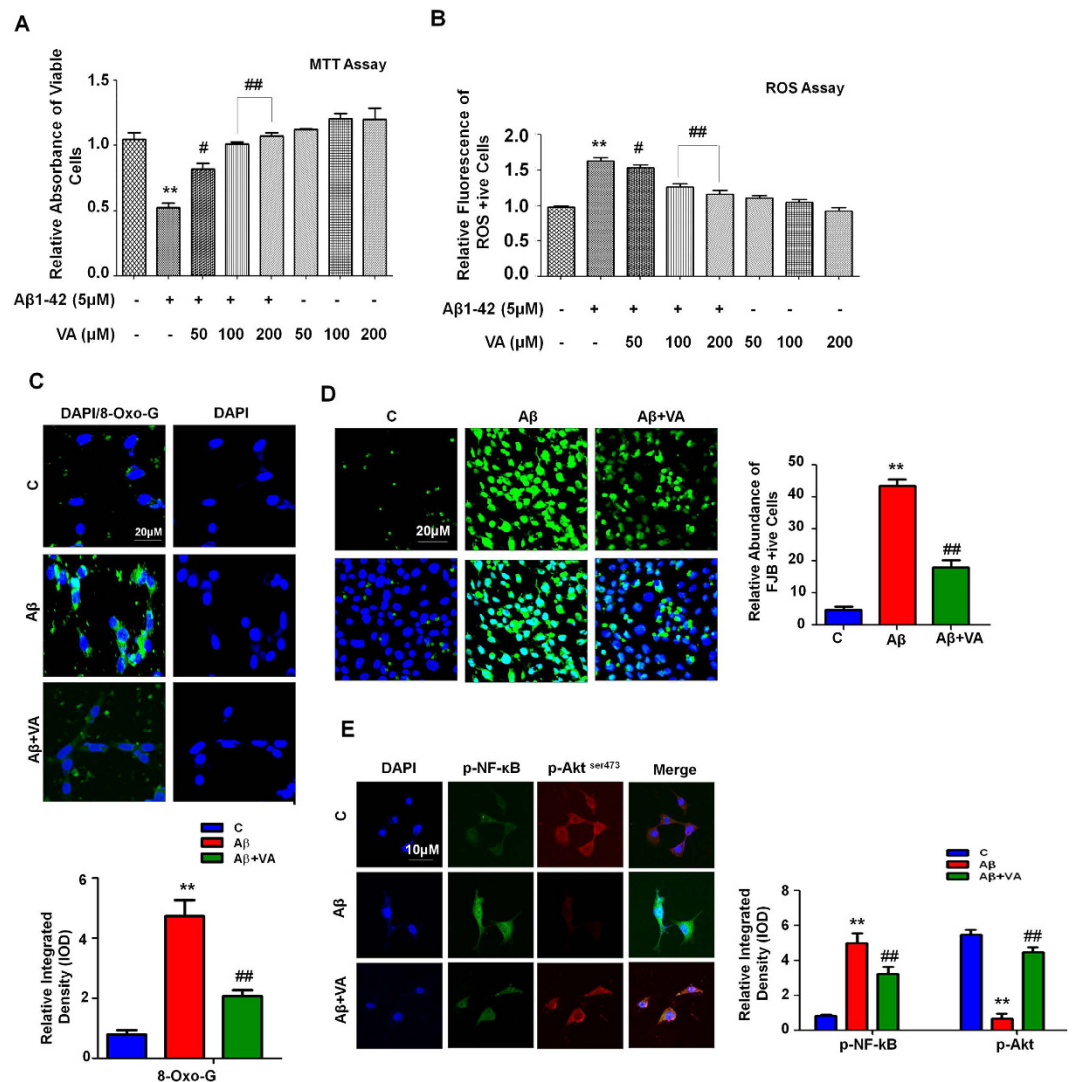 A
MTT Assay
Relative Absorbance of Viable
Cells
1.5
1.0
0.5
0.0
**
#
##
Aβ1-42 (5μM) - + + + + - - -
VA (μM) - - 50 100 200 50 100 200
B
ROS Assay
Relative Fluorescence of
ROS +ive Cells
2.0
1.5
1.0
0.5
0.0
**
#
##
Aβ1-42 (5μM) - + + + + - - -
VA (μM) - - 50 100 200 50 100 200
C
DAPI/8-Oxo-G DAPI
C
20μM
Aβ
Aβ+VA
C
Aβ
Aβ+VA
Relative Integrated
Density (IOD)
6
4
2
0
**
##
8-Oxo-G
D
C Aβ Aβ+VA
20μM
Relative Abundance of
FJB +ive Cells
50
40
30
20
10
0
**
##
C Aβ Aβ+VA
E
DAPI p-NF-κB p-Akt ser473 Merge
C
10μM
Aβ
Aβ+VA
C
Aβ
Aβ+VA
Relative Integrated
Density (IOD)
8
6
4
2
0
**
##
**
##
p-NF-kB p-Akt